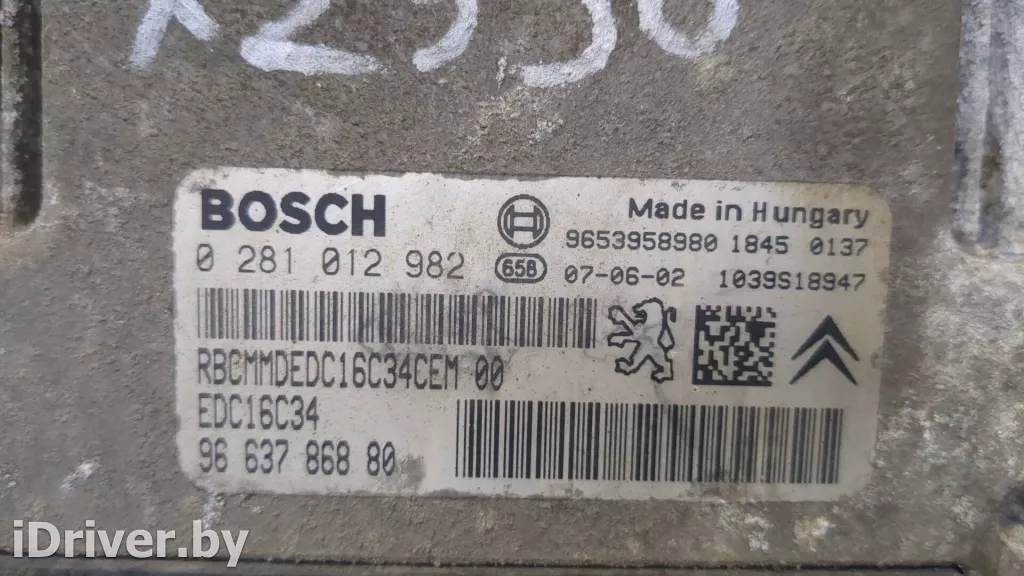 BOSCH
Made in Hungary
9653958980 1845 0137
0 281 012 982
658
07-06-02 1039S18947
RBCMMDEDC16C34CEM 00
EDC16C34
96 637 868 80
iDriver.by